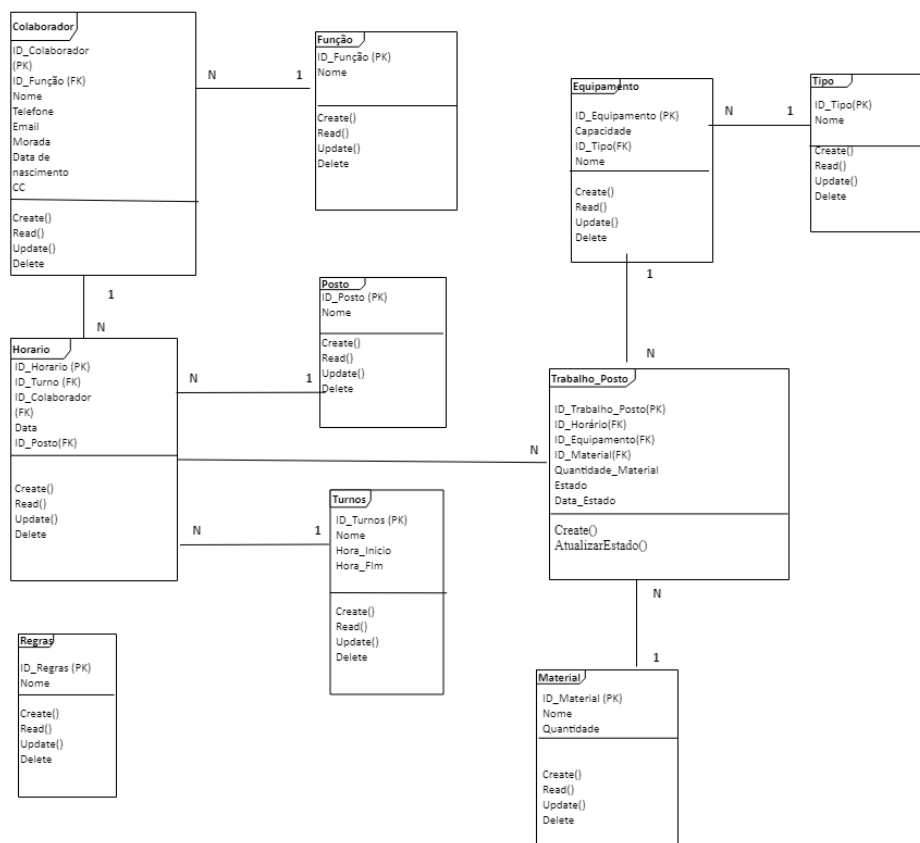 Colaborador
ID_Colaborador
(PK)
ID_Função (FK)
Nome
Telefone
Email
Morada
Data de
nascimento
CC
Create()
Read()
Update()
Delete
N
1
Função
ID_Função (PK)
Nome
Create()
Read()
Update()
Delete
Equipamento
ID_Equipamento (PK)
Capacidade
ID_Tipo(FK)
Nome
Create()
Read()
Update()
Delete
N
1
Tipo
ID_Tipo(PK)
Nome
Create()
Read()
Update()
Delete
1
N
1
N
Horario
ID_Horario (PK)
ID_Turno (FK)
ID_Colaborador
(FK)
Data
ID_Posto(FK)
Create()
Read()
Update()
Delete
N
1
Posto
ID_Posto (PK)
Nome
Create()
Read()
Update()
Delete
N
Trabalho_Posto
ID_Trabalho_Posto(PK)
ID_Horário(FK)
ID_Equipamento(FK)
ID_Material(FK)
Quantidade_Material
Estado
Data_Estado
Create()
AtualizarEstado()
N
1
Turnos
ID_Turnos (PK)
Nome
Hora_Inicio
Hora_FIm
Create()
Read()
Update()
Delete
N
1
Regras
ID_Regras (PK)
Nome
Create()
Read()
Update()
Delete
Material
ID_Material (PK)
Nome
Quantidade
Create()
Read()
Update()
Delete